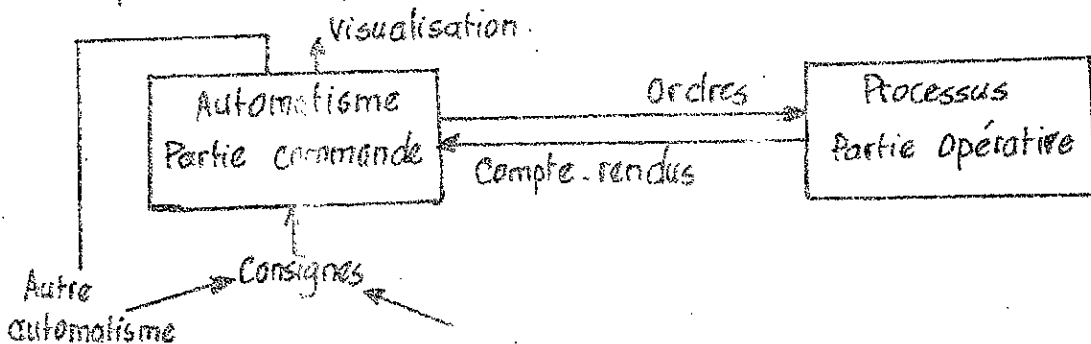 Visualisation.
Automatisme
Partie commande
Ordres
Compte-rendus
Processus
Partie Opérative
Consignes
Autre
automatisme